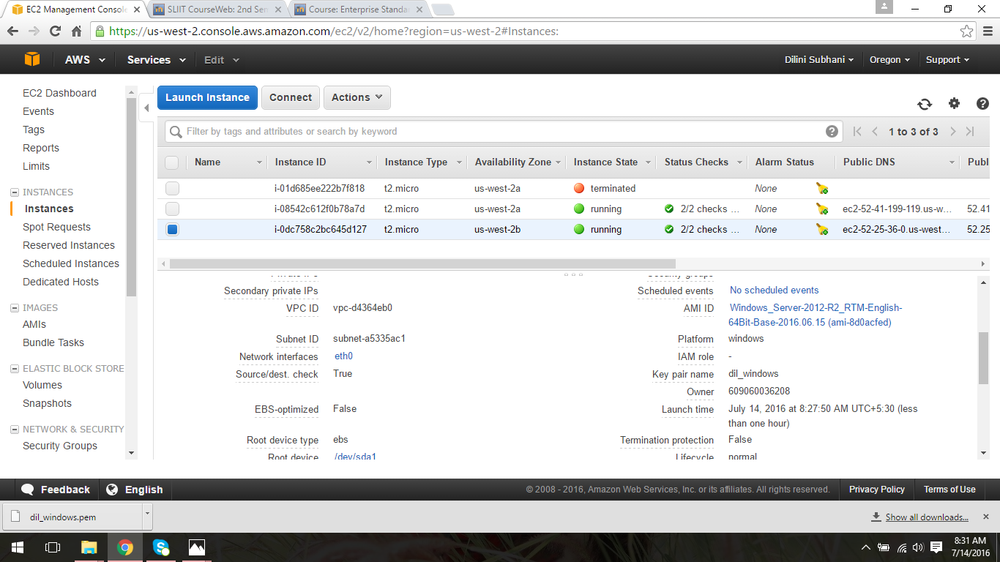 EC2 Management Console
SLIIT CourseWeb: 2nd Sem
Course: Enterprise Standa
https://us-west-2.console.aws.amazon.com/ec2/v2/home?region=us-west-2#Instances:
AWS Services Edit Dilini Subhani Oregon Support
EC2 Dashboard
Events
Tags
Reports
Limits
INSTANCES
Instances
Spot Requests
Reserved Instances
Scheduled Instances
Dedicated Hosts
IMAGES
AMIs
Bundle Tasks
ELASTIC BLOCK STORE
Volumes
Snapshots
NETWORK & SECURITY
Security Groups
Launch Instance Connect Actions
Filter by tags and attributes or search by keyword
1 to 3 of 3
Name Instance ID Instance Type Availability Zone Instance State Status Checks Alarm Status Public DNS Publ
i-01d685ee222b7f818 t2.micro us-west-2a terminated None
i-08542c612f0b78a7d t2.micro us-west-2a running 2/2 checks ... None ec2-52-41-199-119.us-w... 52.41
i-0dc758c2bc645d127 t2.micro us-west-2b running 2/2 checks ... None ec2-52-25-36-0.us-west... 52.25
Private IPs Security groups
Secondary private IPs Scheduled events No scheduled events
VPC ID vpc-d4364eb0 AMI ID Windows_Server-2012-R2_RTM-English-
64Bit-Base-2016.06.15 (ami-8d0acfed)
Subnet ID subnet-a5335ac1 Platform windows
Network interfaces eth0 IAM role -
Source/dest. check True Key pair name dil_windows
Owner 609060036208
EBS-optimized False Launch time July 14, 2016 at 8:27:50 AM UTC+5:30 (less
than one hour)
Root device type ebs Termination protection False
Root device /dev/sda1 Lifecycle normal
Feedback English © 2008 - 2016, Amazon Web Services, Inc. or its affiliates. All rights reserved. Privacy Policy Terms of Use
dil_windows.pem Show all downloads...
8:31 AM
7/14/2016